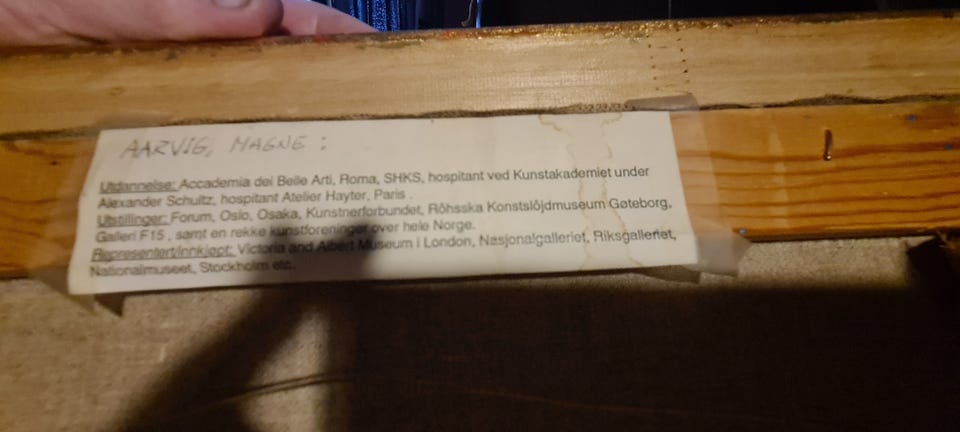 AARVIG, MAGNE :
Utdannelse: Accademia dei Belle Arti, Roma, SHKS, hospitant ved Kunstakademiet under
Alexander Schultz, hospitant Atelier Hayter, Paris .
Utstillinger: Forum, Oslo, Osaka, Kunstnerforbundet, Röhsska Konstslöjdmuseum Gøteborg,
Galleri F15 , samt en rekke kunstforeninger over hele Norge.
Representert/innkjøpt: Victoria and Albert Museum i London, Nasjonalgalleriet, Riksgalleriet,
Nationalmuseet, Stockholm etc.